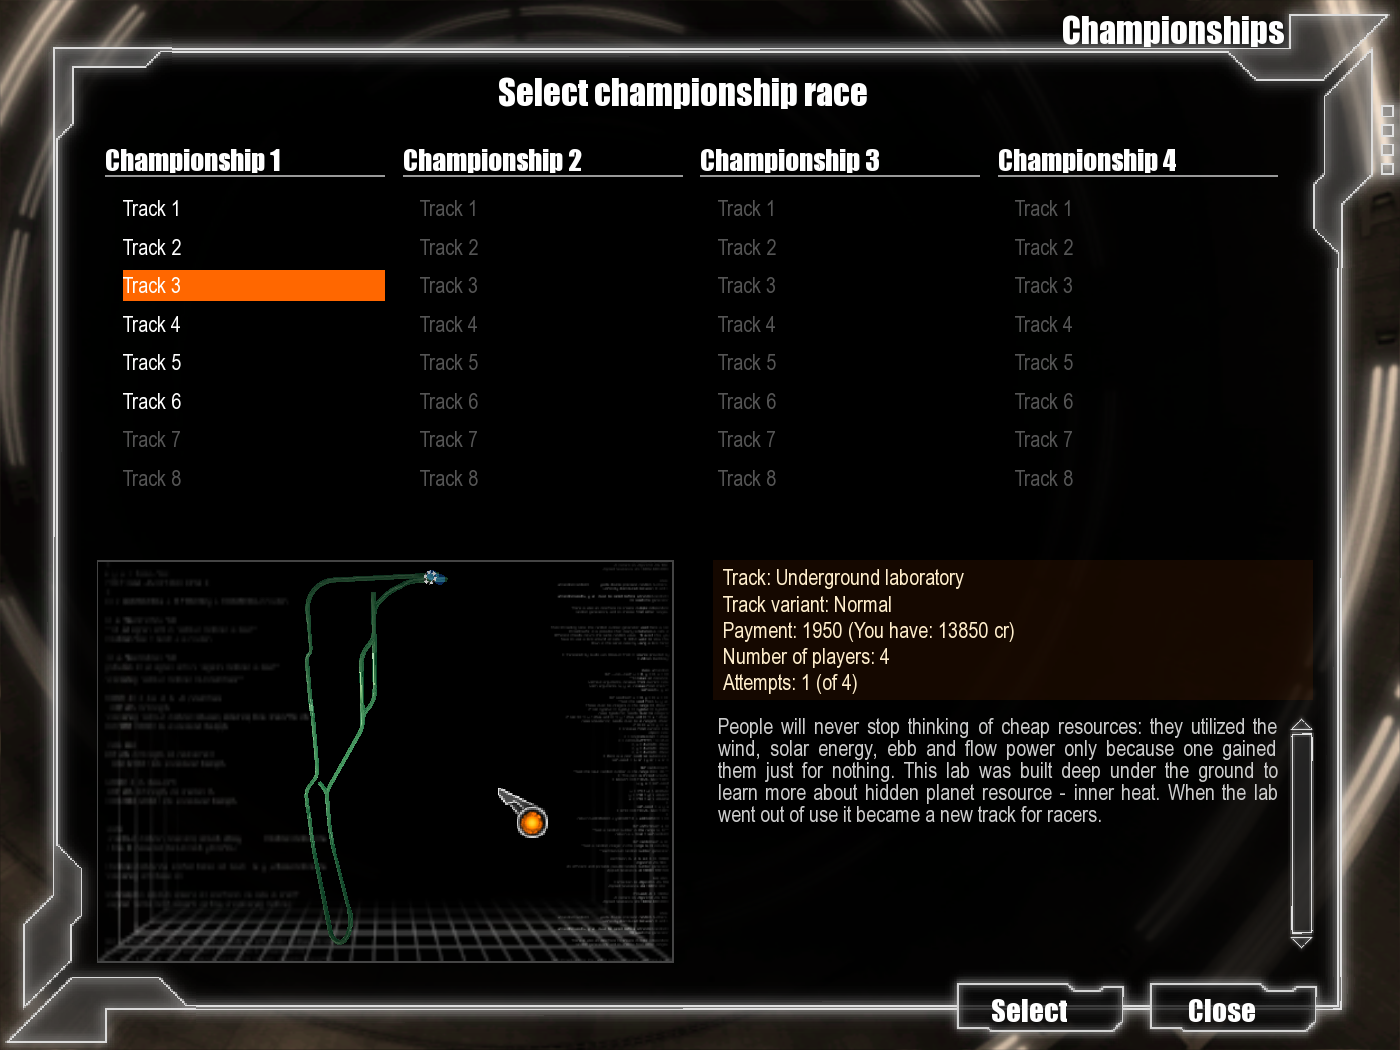 Championships
Select championship race
Championship 1
Championship 2
Championship 3
Championship 4
Track 1
Track 1
Track 1
Track 1
Track 2
Track 2
Track 2
Track 2
Track 3
Track 3
Track 3
Track 3
Track 4
Track 4
Track 4
Track 4
Track 5
Track 5
Track 5
Track 5
Track 6
Track 6
Track 6
Track 6
Track 7
Track 7
Track 7
Track 7
Track 8
Track 8
Track 8
Track 8
Track: Underground laboratory
Track variant: Normal
Payment: 1950 (You have: 13850 cr)
Number of players: 4
Attempts: 1 (of 4)
People will never stop thinking of cheap resources: they utilized the
wind, solar energy, ebb and flow power only because one gained
them just for nothing. This lab was built deep under the ground to
learn more about hidden planet resource - inner heat. When the lab
went out of use it became a new track for racers.
Select
Close